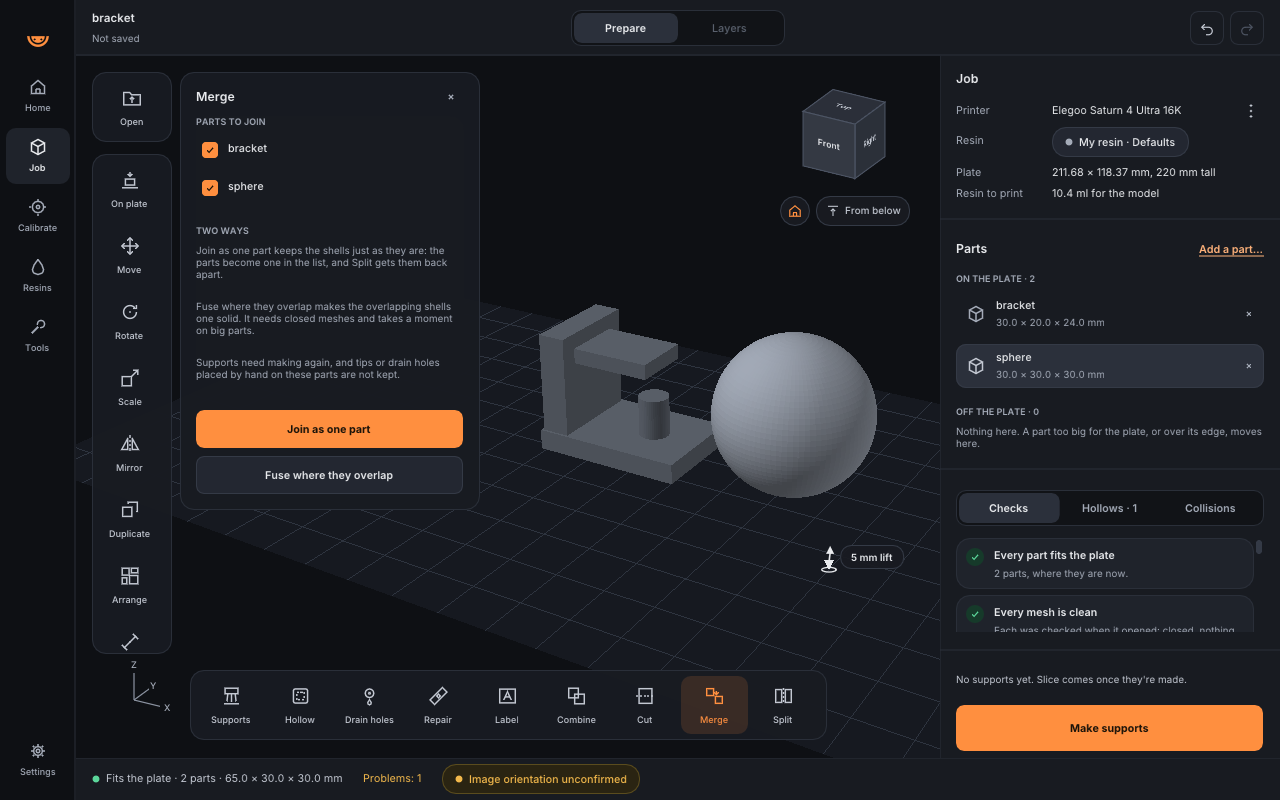 bracket
Not saved
Prepare
Layers
Home
Job
Calibrate
Resins
Tools
Settings
Open
On plate
Move
Rotate
Scale
Mirror
Duplicate
Arrange
Merge
×
PARTS TO JOIN
bracket
sphere
TWO WAYS
Join as one part keeps the shells just as they are: the
parts become one in the list, and Split gets them back
apart.
Fuse where they overlap makes the overlapping shells
one solid. It needs closed meshes and takes a moment
on big parts.
Supports need making again, and tips or drain holes
placed by hand on these parts are not kept.
Join as one part
Fuse where they overlap
Top
Front
Right
From below
5 mm lift
Z
Y
X
Supports
Hollow
Drain holes
Repair
Label
Combine
Cut
Merge
Split
Job
Printer
Elegoo Saturn 4 Ultra 16K
Resin
My resin · Defaults
Plate
211.68 × 118.37 mm, 220 mm tall
Resin to print
10.4 ml for the model
Parts
Add a part...
ON THE PLATE · 2
bracket
30.0 × 20.0 × 24.0 mm
×
sphere
30.0 × 30.0 × 30.0 mm
×
OFF THE PLATE · 0
Nothing here. A part too big for the plate, or over its edge, moves
here.
Checks
Hollows · 1
Collisions
Every part fits the plate
2 parts, where they are now.
Every mesh is clean
Each was checked when it opened: closed, nothing
No supports yet. Slice comes once they're made.
Make supports
Fits the plate · 2 parts · 65.0 × 30.0 × 30.0 mm
Problems: 1
Image orientation unconfirmed